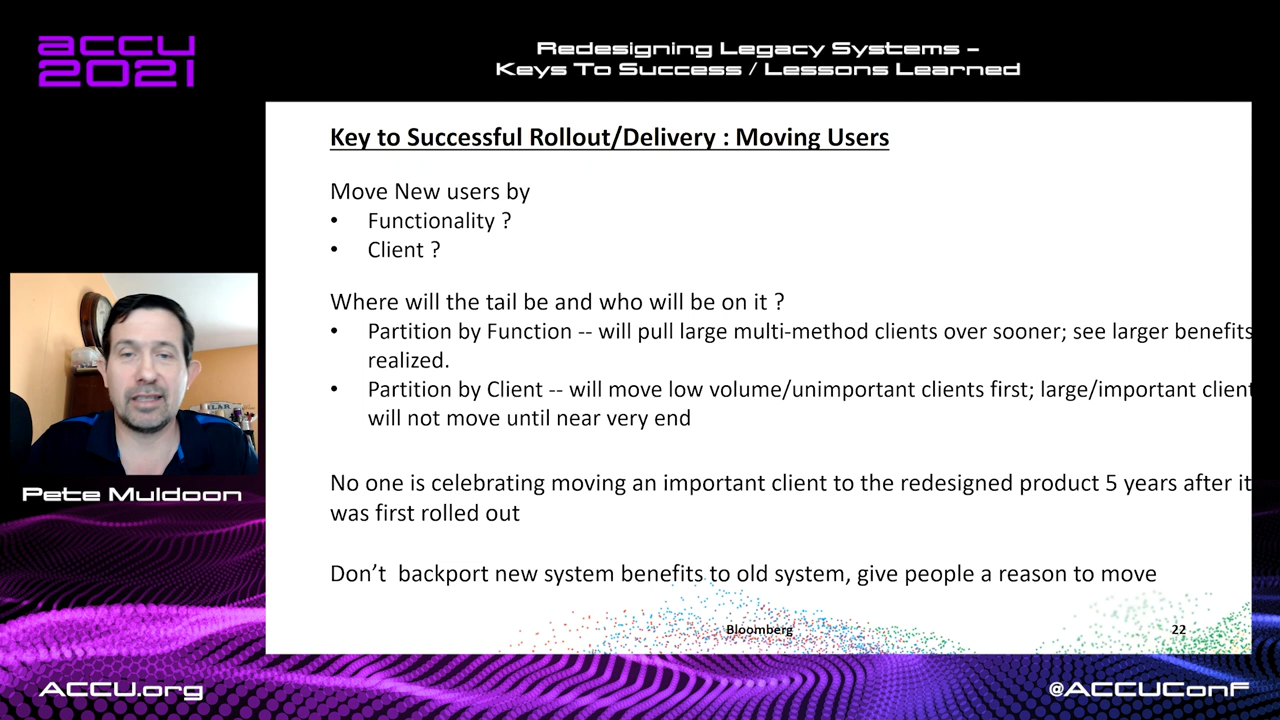 accu
2021
Redesigning Legacy Systems –
Keys To Success / Lessons Learned
Key to Successful Rollout/Delivery : Moving Users
Move New users by
• Functionality ?
• Client ?
Where will the tail be and who will be on it ?
• Partition by Function -- will pull large multi-method clients over sooner; see larger benefits
realized.
• Partition by Client -- will move low volume/unimportant clients first; large/important client
will not move until near very end
No one is celebrating moving an important client to the redesigned product 5 years after it
was first rolled out
Don’t backport new system benefits to old system, give people a reason to move
Bloomberg
22
Pete Muldoon
ACCU.org
@ACCUConf